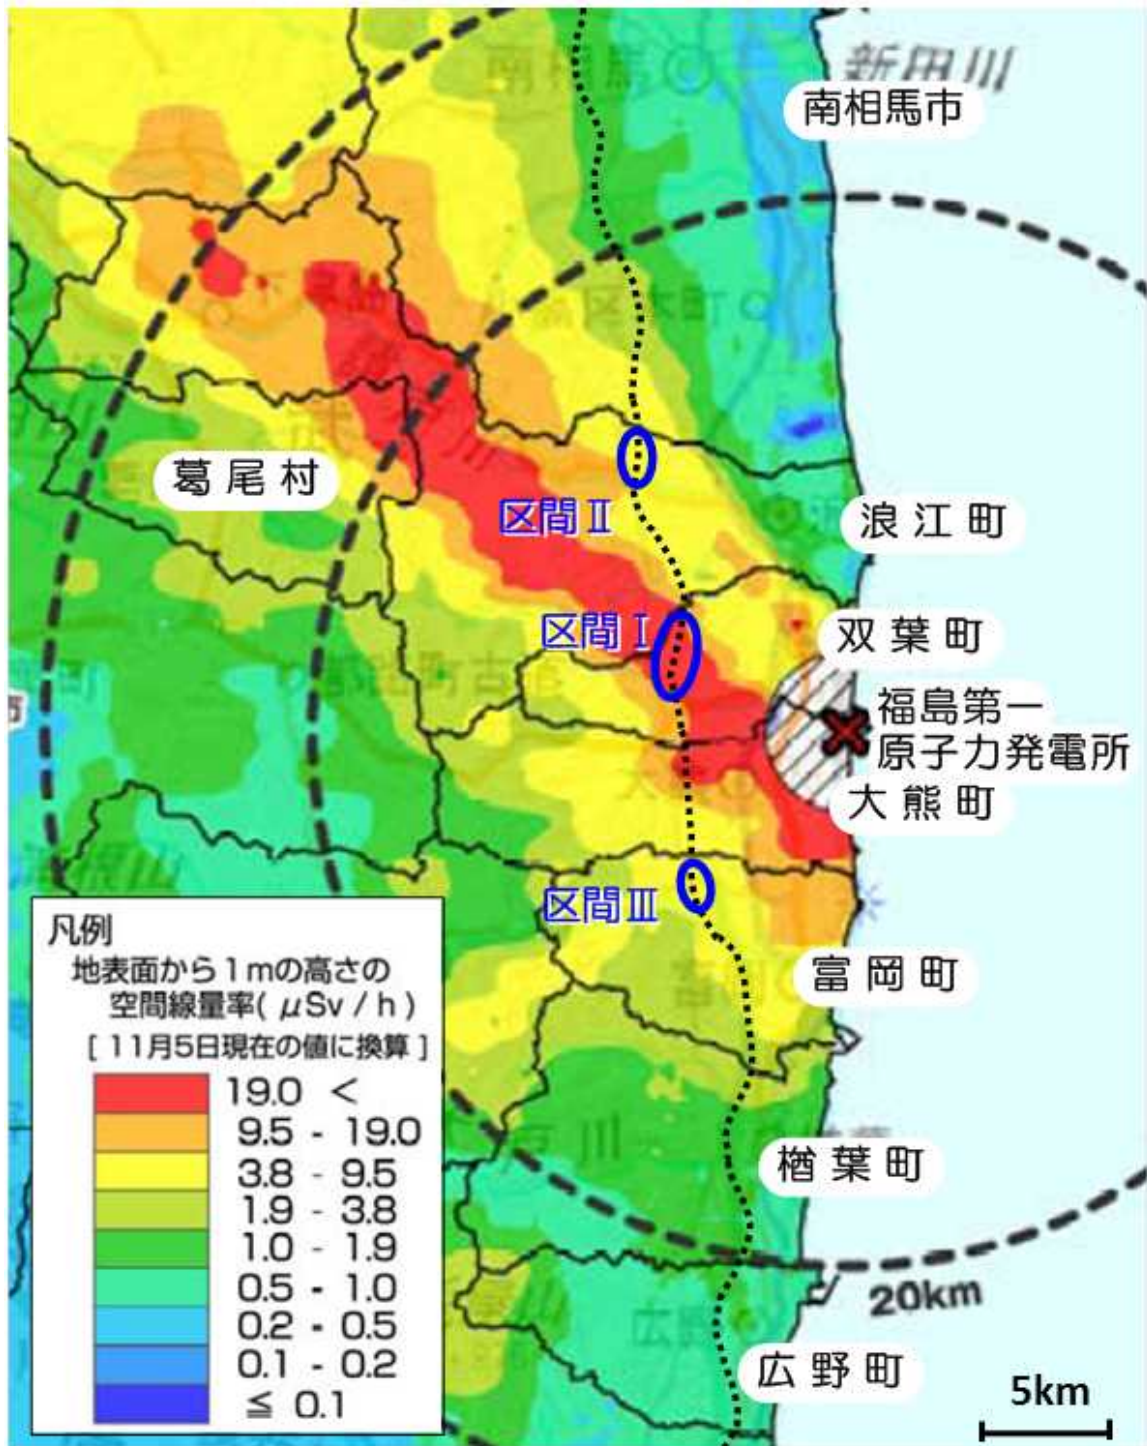 新田川
南相馬
南相馬市
葛尾村
区間Ⅱ
浪江町
区間Ⅰ
双葉町
福島第一
原子力発電所
大熊町
区間Ⅲ
富岡町
楢葉町
20km
広野
広野町
5km
凡例
地表面から1mの高さの
空間線量率( μSv / h )
[ 11月5日現在の値に換算 ]
19.0 <
9.5 - 19.0
3.8 - 9.5
1.9 - 3.8
1.0 - 1.9
0.5 - 1.0
0.2 - 0.5
0.1 - 0.2
≦ 0.1